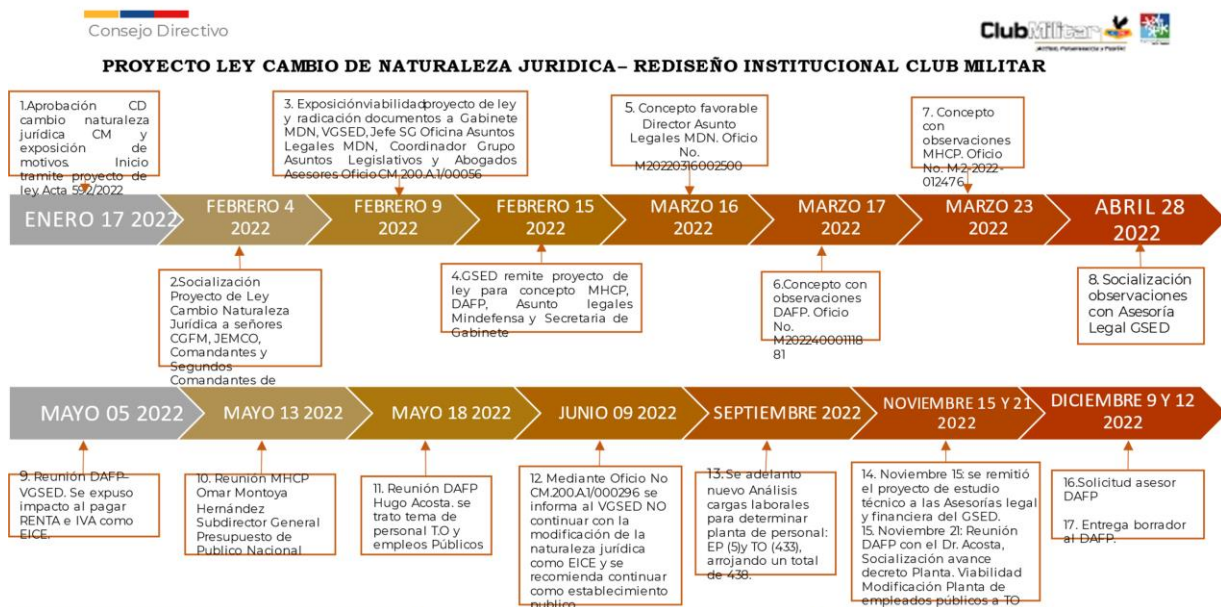 Consejo Directivo
ClubMilitar
PROYECTO LEY CAMBIO DE NATURALEZA JURIDICA– REDISEÑO INSTITUCIONAL CLUB MILITAR
1.Aprobación CD
cambio naturaleza
jurídica CM y
exposición de
motivos. Inicio
tramite proyecto de
ley. Acta 592/2022
3. Exposiciónviabilidadproyecto de ley
y radicación documentos a Gabinete
MDN, VGSED, Jefe SG Oficina Asuntos
Legales MDN, Coordinador Grupo
Asuntos Legislativos y Abogados
Asesores Oficio CM.200.A.1/00056
5. Concepto favorable
Director Asunto
Legales MDN. Oficio
No.
M20220316002500
7. Concepto
con
observaciones
MHCP. Oficio
No. M-2-2022-
012476
ENERO 17 2022
FEBRERO 4
2022
FEBRERO 9
2022
FEBRERO 15
2022
MARZO 16
2022
MARZO 17
2022
MARZO 23
2022
ABRIL 28
2022
2.Socialización
Proyecto de Ley
Cambio Naturaleza
Jurídica a señores
CGFM, JEMCO,
Comandantes y
Segundos
Comandantes de
4.GSED remite proyecto de
ley para concepto MHCP,
DAFP, Asunto legales
Mindefensa y Secretaria de
Gabinete
6.Concepto con
observaciones
DAFP. Oficio
No.
M202240001118
81
8. Socialización
observaciones
con Asesoría
Legal GSED
MAYO 05 2022
MAYO 13 2022
MAYO 18 2022
JUNIO 09 2022
SEPTIEMBRE 2022
NOVIEMBRE 15 Y 21
2022
DICIEMBRE 9 Y 12
2022
9. Reunión DAFP–
VGSED. Se expuso
impacto al pagar
RENTA e IVA como
EICE.
10. Reunión MHCP
Omar Montoya
Hernández
Subdirector General
Presupuesto de
Publico Nacional
11. Reunión DAFP
Hugo Acosta. se
trato tema de
personal T.O y
empleos Públicos
12. Mediante Oficio No
CM.200.A.1/000296 se
informa al VGSED NO
continuar con la
modificación de la
naturaleza jurídica
como EICE y se
recomienda continuar
como establecimiento
publico
13. Se adelanto
nuevo Análisis
cargas laborales
para determinar
planta de personal:
EP (5)y TO (433),
arrojando un total
de 438.
14. Noviembre 15: se remitió
el proyecto de estudio
técnico a las Asesorías legal
y financiera del GSED.
15. Noviembre 21: Reunión
DAFP con el Dr. Acosta,
Socialización avance
decreto Planta. Viabilidad
Modificación Planta de
empleados públicos a TO
16.Solicitud asesor
DAFP
17. Entrega borrador
al DAFP.